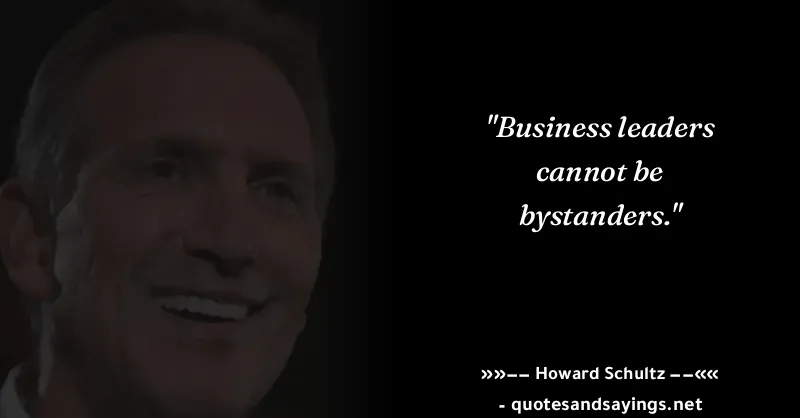 "Business leaders
cannot be
bystanders."
»»–– Howard Schultz ––««
- quotesandsayings.net